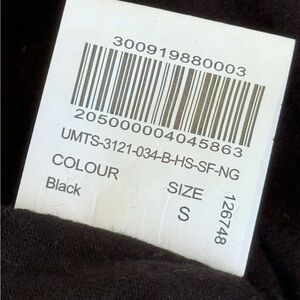 300919880003
205000004045863
UMTS-3121-034-B-HS-SF-NG
COLOUR
Black
SIZE
S
126748